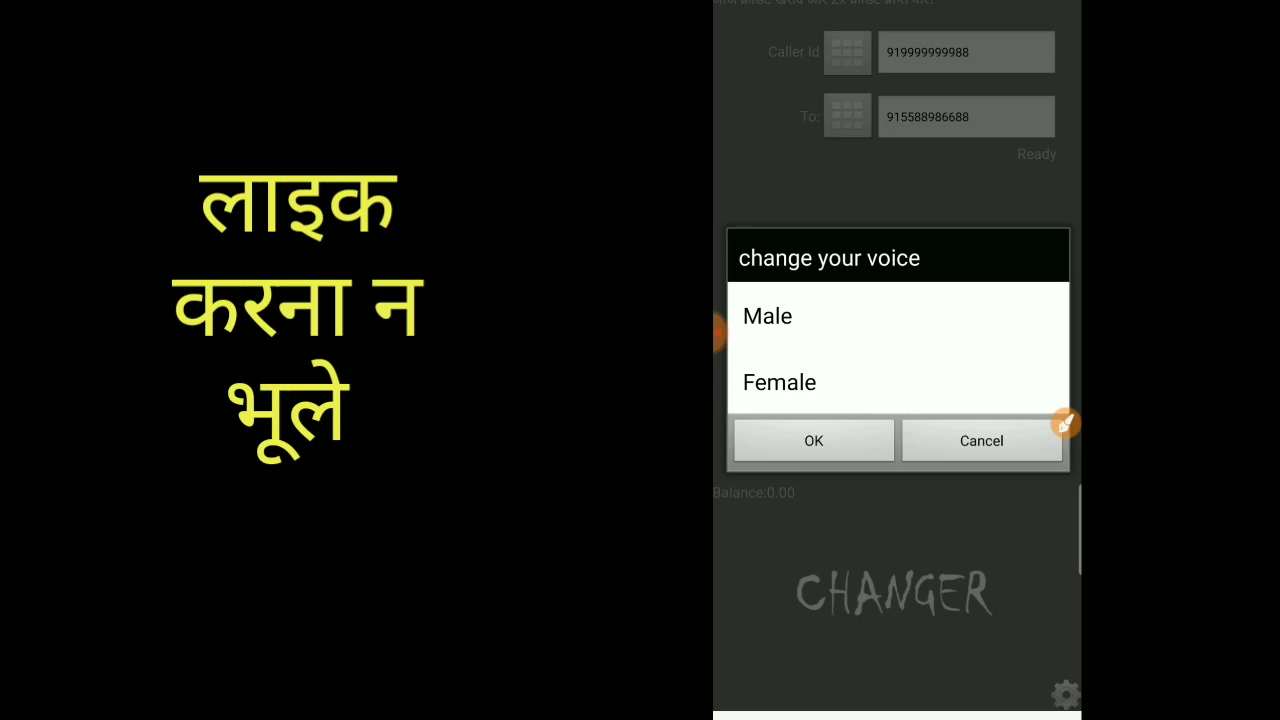 लाइक
करना न
भूले
Caller Id
919999999988
To:
915588986688
Ready
change your voice
Male
Female
OK
Cancel
Balance:0.00
CHANGER